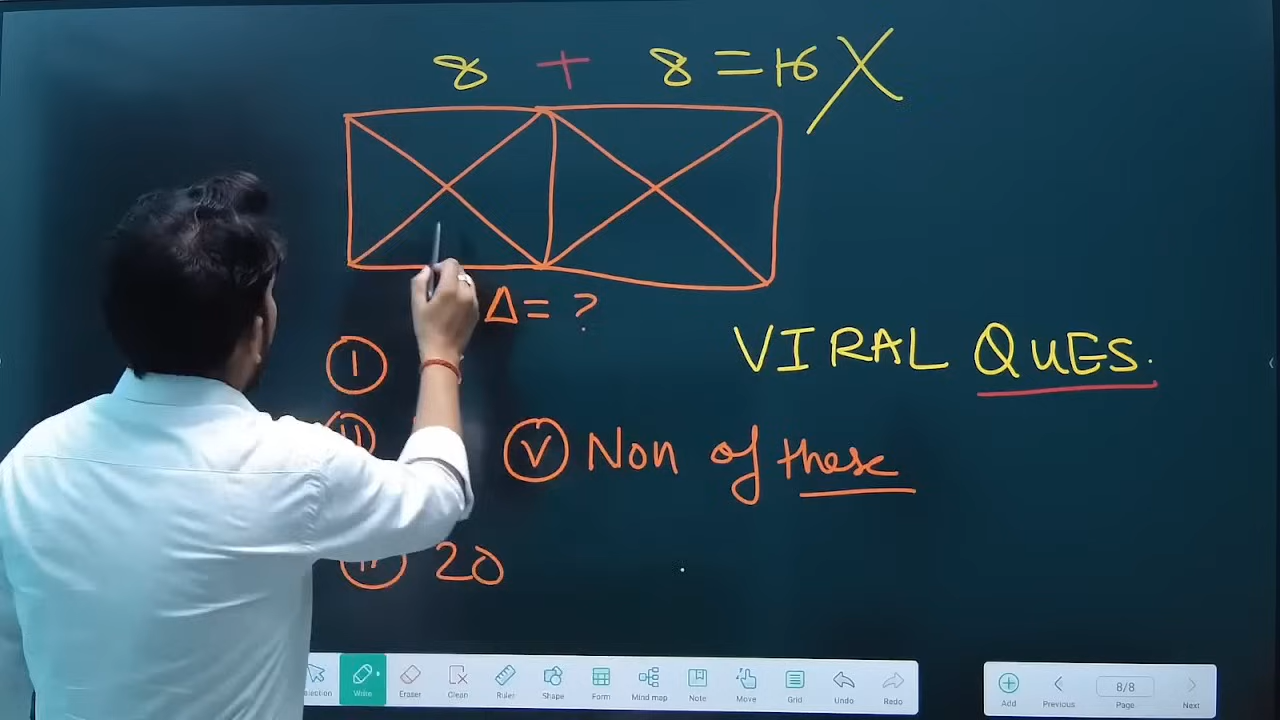 8 + 8 = 16 X
Δ = ?
VIRAL QUES.
I
II
V Non of these
20
Selection Write Eraser Clean Ruler Shape Form Mind map Note Move Grid Undo Redo
Add Previous 8/8 Page Next